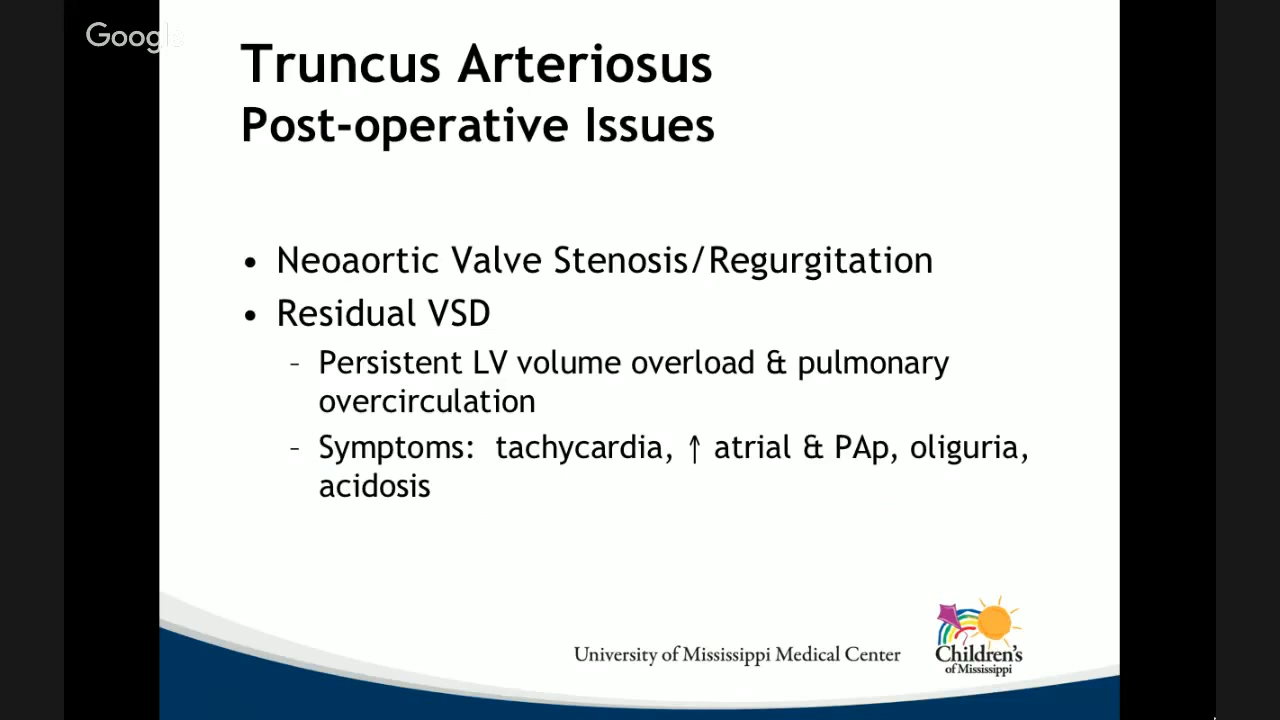 Google
Truncus Arteriosus
Post-operative Issues
• Neoaortic Valve Stenosis/Regurgitation
• Residual VSD
– Persistent LV volume overload & pulmonary
overcirculation
– Symptoms: tachycardia, ↑ atrial & PAp, oliguria,
acidosis
University of Mississippi Medical Center
Children's
of Mississippi